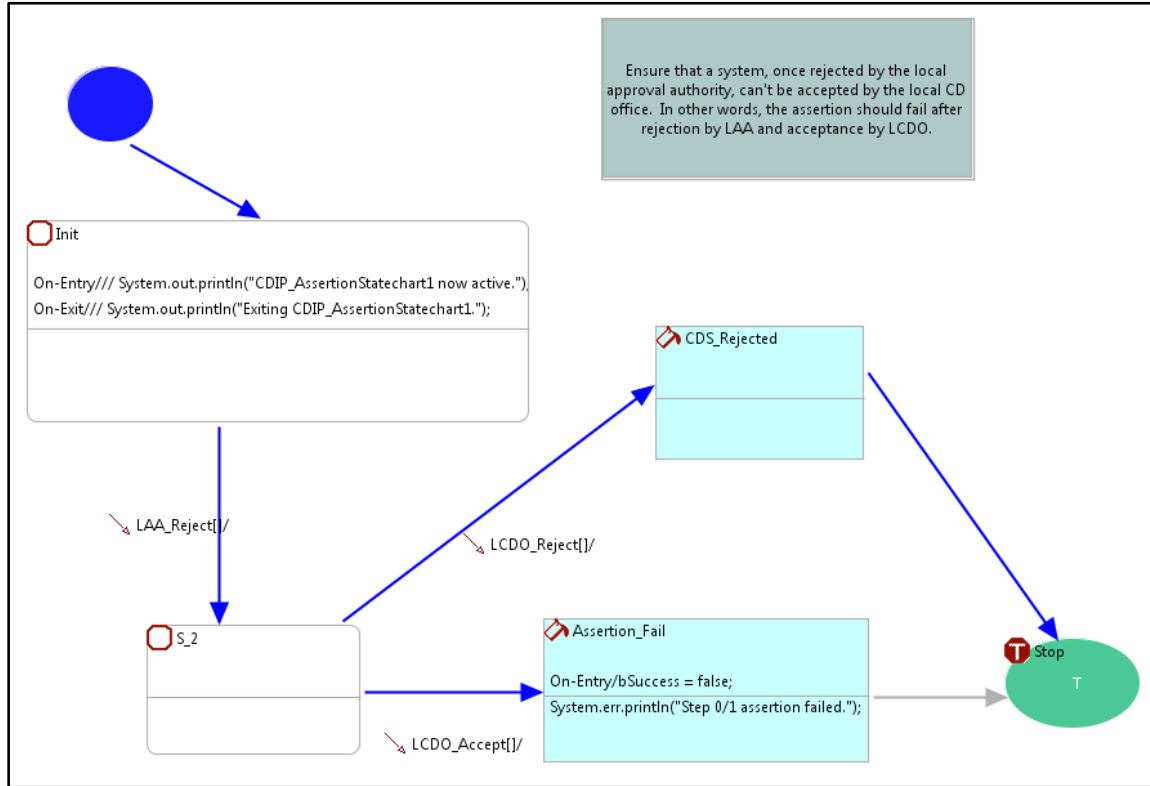 Ensure that a system, once rejected by the local
approval authority, can't be accepted by the local CD
office.  In other words, the assertion should fail after
rejection by LAA and acceptance by LCDO.
Init
On-Entry/// System.out.println("CDIP_AssertionStatechart1 now active.")
On-Exit/// System.out.println("Exiting CDIP_AssertionStatechart1.");
CDS_Rejected
LAA_Reject[]/
LCDO_Reject[]/
S_2
Assertion_Fail
On-Entry/bSuccess = false;
System.err.println("Step 0/1 assertion failed.");
LCDO_Accept[]/
T Stop
T